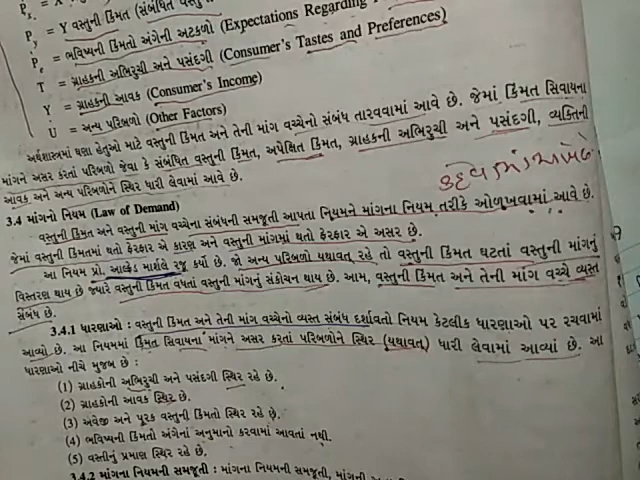 P_x
P_y = Y વસ્તુની કિંમત (સંબંધિત
P_e = ભવિષ્યની કિંમતો અંગેની અટકળો (Expectations Regarding
T = ગ્રાહકની અભિરુચી અને પસંદગી (Consumer's Tastes and Preferences)
Y = ગ્રાહકની આવક (Consumer's Income)
U = અન્ય પરિબળો (Other Factors)
અર્થશાસ્ત્રમાં ઘણા હેતુઓ માટે વસ્તુની કિંમત અને તેની માંગ વચ્ચેનો સંબંધ તારવવામાં આવે છે. જેમાં કિંમત સિવાયના
માંગને અસર કરતાં પરિબળો જેવા કે સંબંધિત વસ્તુની કિંમત, અપેક્ષિત કિંમત, ગ્રાહકની અભિરુચી અને પસંદગી, વ્યક્તિની
આવક અને અન્ય પરિબળોને સ્થિર ધારી લેવામાં આવે છે.
3.4 માંગનો નિયમ (Law of Demand)
વસ્તુની કિંમત અને વસ્તુની માંગ વચ્ચેના સંબંધની સમજૂતી આપતા નિયમને માંગના નિયમ તરીકે ઓળખવામાં આવે છે.
જેમાં વસ્તુની કિંમતમાં થતો ફેરફાર એ કારણ અને વસ્તુની માંગમાં થતો ફેરફાર એ અસર છે.
આ નિયમ પ્રો. આલ્ફ્રેડ માર્શલે રજૂ કર્યો છે. જો અન્ય પરિબળો યથાવત્ રહે તો વસ્તુની કિંમત ઘટતાં વસ્તુની માંગનું
વિસ્તરણ થાય છે જ્યારે વસ્તુની કિંમત વધતાં વસ્તુની માંગનું સંકોચન થાય છે. આમ, વસ્તુની કિંમત અને તેની માંગ વચ્ચે વ્યસ્ત
સંબંધ છે.
3.4.1 ધારણાઓ : વસ્તુની કિંમત અને તેની માંગ વચ્ચેનો વ્યસ્ત સંબંધ દર્શાવતો નિયમ કેટલીક ધારણાઓ પર રચવામાં
આવ્યો છે. આ નિયમમાં કિંમત સિવાયના માંગને અસર કરતાં પરિબળોને સ્થિર (યથાવત્) ધારી લેવામાં આવ્યાં છે. આ
ધારણાઓ નીચે મુજબ છે :
(1) ગ્રાહકોની અભિરુચી અને પસંદગી સ્થિર રહે છે.
(2) ગ્રાહકોની આવક સ્થિર છે.
(3) અવેજી અને પૂરક વસ્તુની કિંમતો સ્થિર રહે છે.
(4) ભવિષ્યની કિંમતો અંગેનાં અનુમાનો કરવામાં આવતાં નથી.
(5) વસ્તીનું પ્રમાણ સ્થિર રહે છે.
3.4.2 માંગના નિયમની સમજૂતી : માંગના નિયમની સમજૂતી, માંગની